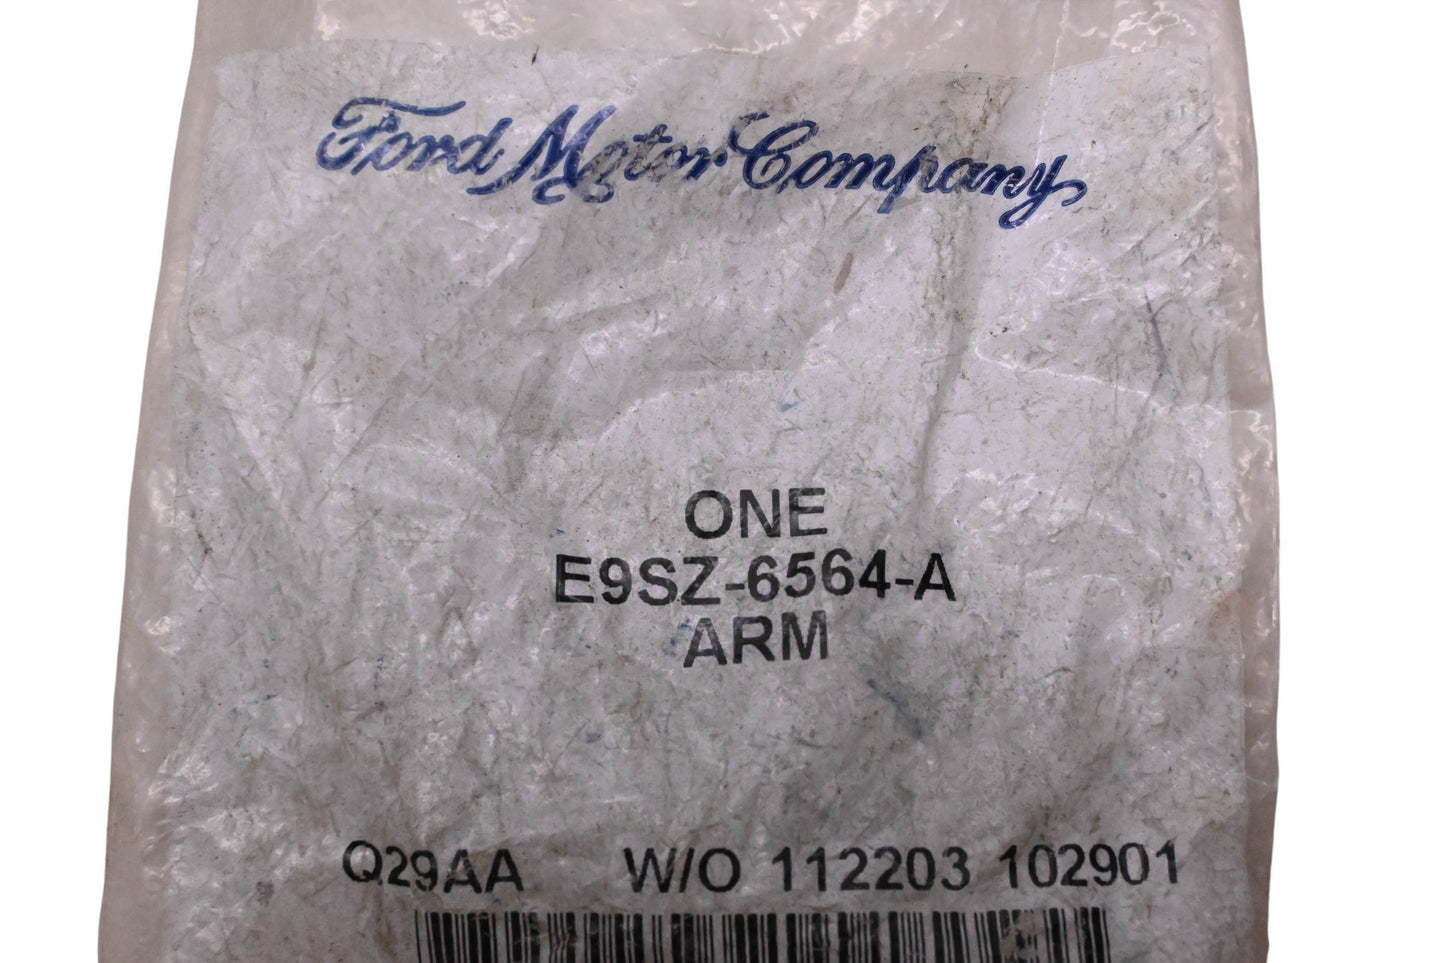 Ford Motor Company
ONE
E9SZ-6564-A
ARM
Q29AA W/O 112203 102901